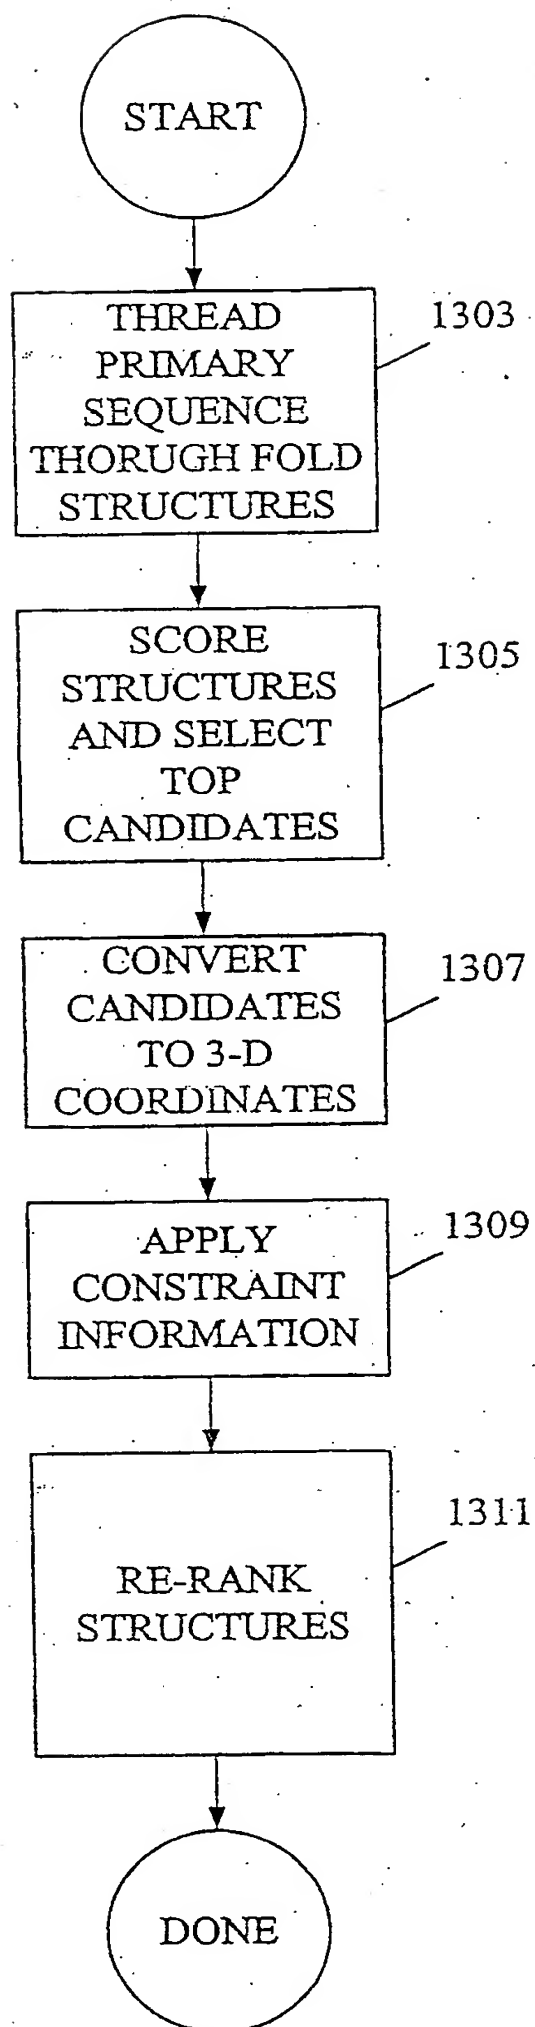 START
1303
THREAD
PRIMARY
SEQUENCE
THORUGH FOLD
STRUCTURES
1305
SCORE
STRUCTURES
AND SELECT
TOP
CANDIDATES
1307
CONVERT
CANDIDATES
TO 3-D
COORDINATES
1309
APPLY
CONSTRAINT
INFORMATION
1311
RE-RANK
STRUCTURES
DONE